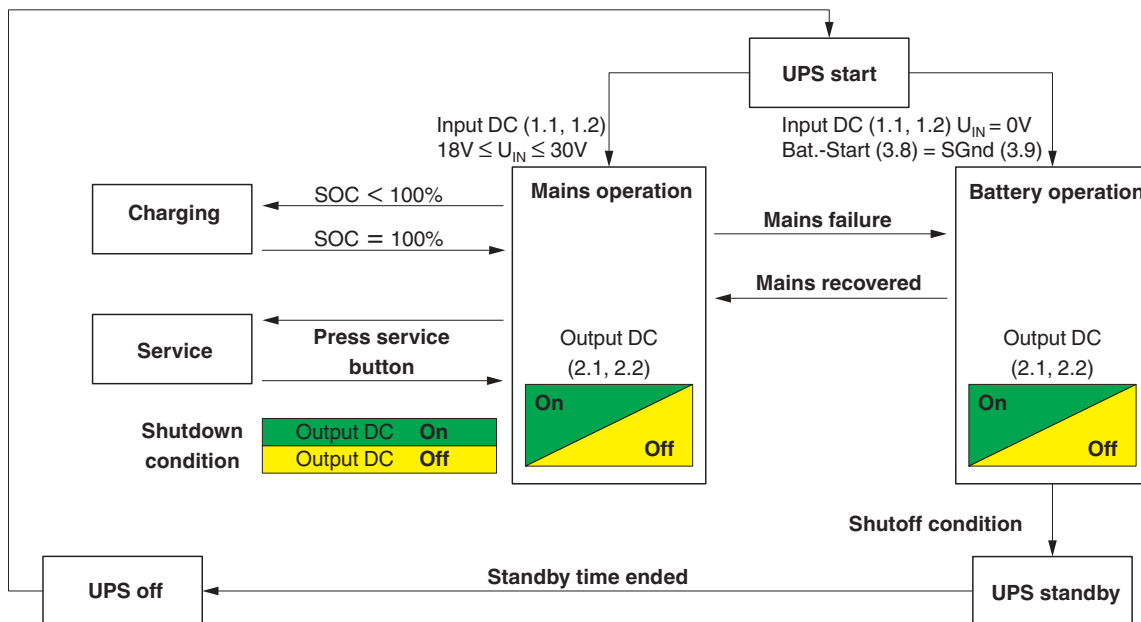 UPS start
Input DC (1.1, 1.2)
18V ≤ U_IN ≤ 30V
Input DC (1.1, 1.2) U_IN = 0V
Bat.-Start (3.8) = SGnd (3.9)
Charging
SOC < 100%
SOC = 100%
Mains operation
Mains failure
Mains recovered
Battery operation
Service
Press service
button
Output DC
(2.1, 2.2)
On
Off
Output DC
(2.1, 2.2)
On
Off
Shutdown
condition
Output DC On
Output DC Off
Shutoff condition
UPS off
Standby time ended
UPS standby